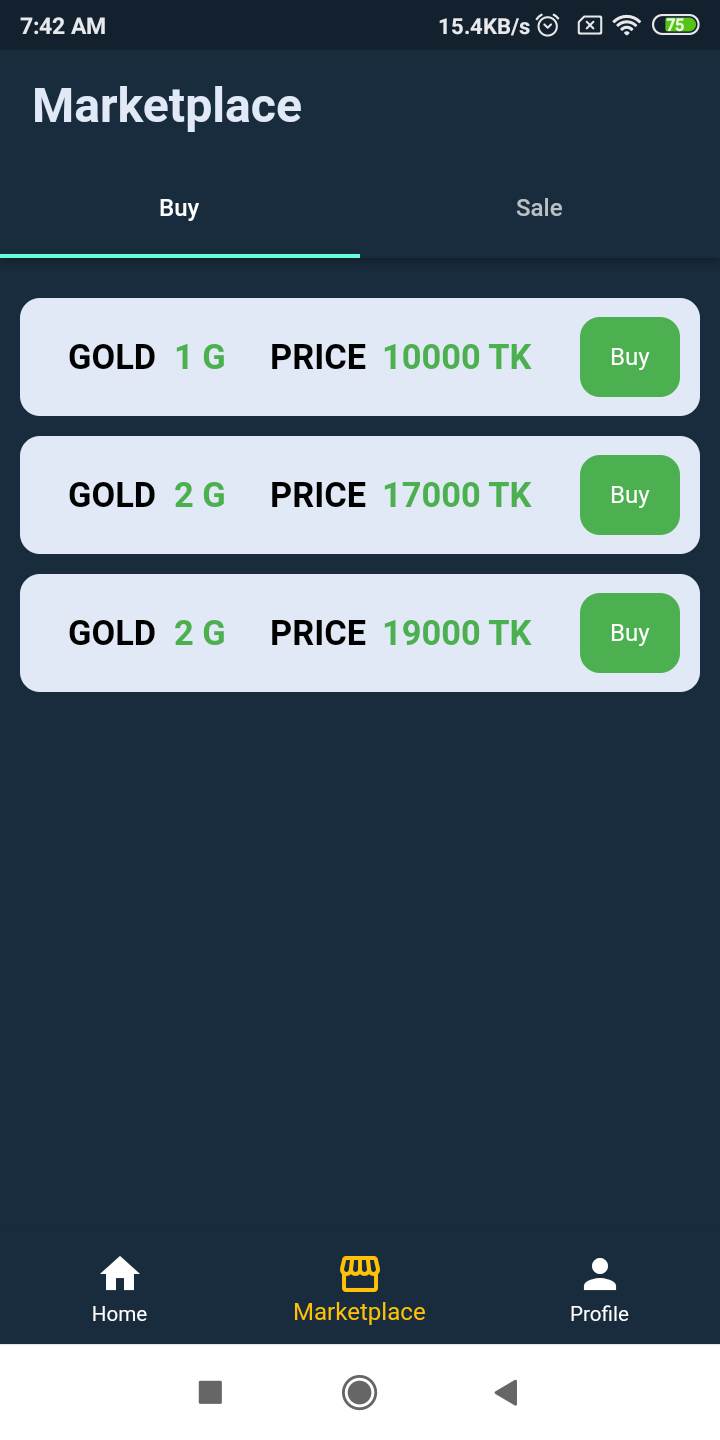 7:42 AM 15.4KB/s 75
Marketplace
Buy Sale
GOLD 1 G PRICE 10000 TK Buy
GOLD 2 G PRICE 17000 TK Buy
GOLD 2 G PRICE 19000 TK Buy
Home Marketplace Profile